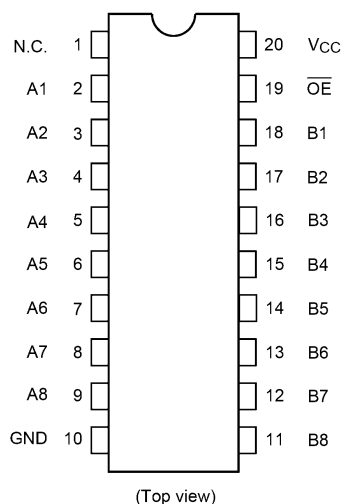 N.C. 1 20 VCC
A1 2 19 OE
A2 3 18 B1
A3 4 17 B2
A4 5 16 B3
A5 6 15 B4
A6 7 14 B5
A7 8 13 B6
A8 9 12 B7
GND 10 11 B8
(Top view)